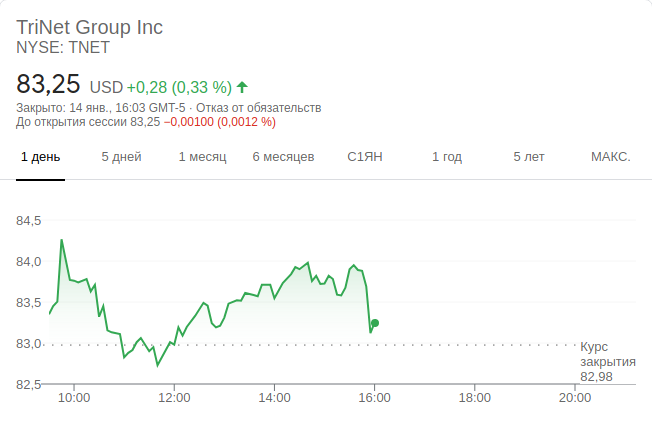 TriNet Group Inc
NYSE: TNET
83,25 USD +0,28 (0,33 %)
Закрыто: 14 янв., 16:03 GMT-5 · Отказ от обязательств
До открытия сессии 83,25 −0,00100 (0,0012 %)
1 день 5 дней 1 месяц 6 месяцев С1ЯН 1 год 5 лет МАКС.
84,5
84,0
83,5
83,0
Курс
закрытия
82,98
82,5
10:00 12:00 14:00 16:00 18:00 20:00